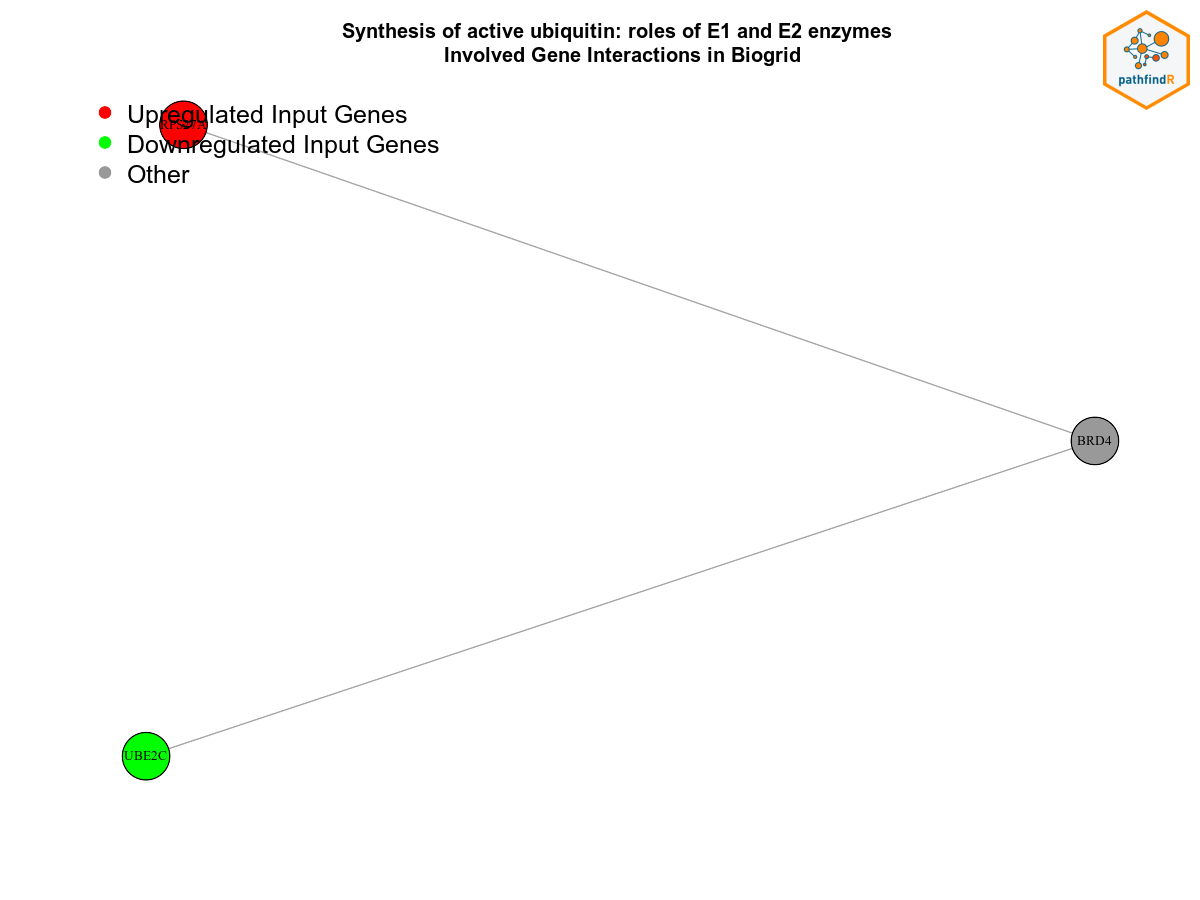 Synthesis of active ubiquitin: roles of E1 and E2 enzymes
Involved Gene Interactions in Biogrid
pathfindR
Upregulated Input Genes
Downregulated Input Genes
Other
BRD4
UBE2C